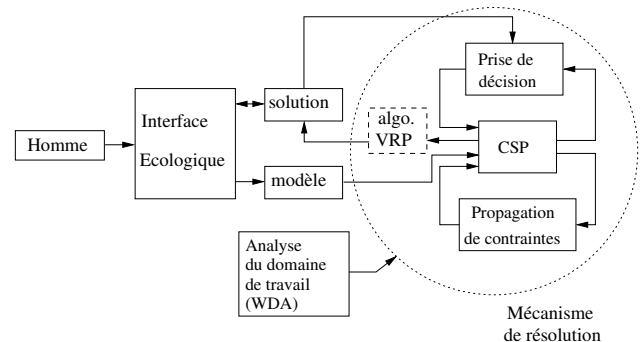 Prise de
décision
solution
algo.
VRP
Interface
Ecologique
Homme
CSP
modèle
Propagation
de contraintes
Analyse
du domaine
de travail
(WDA)
Mécanisme
de résolution